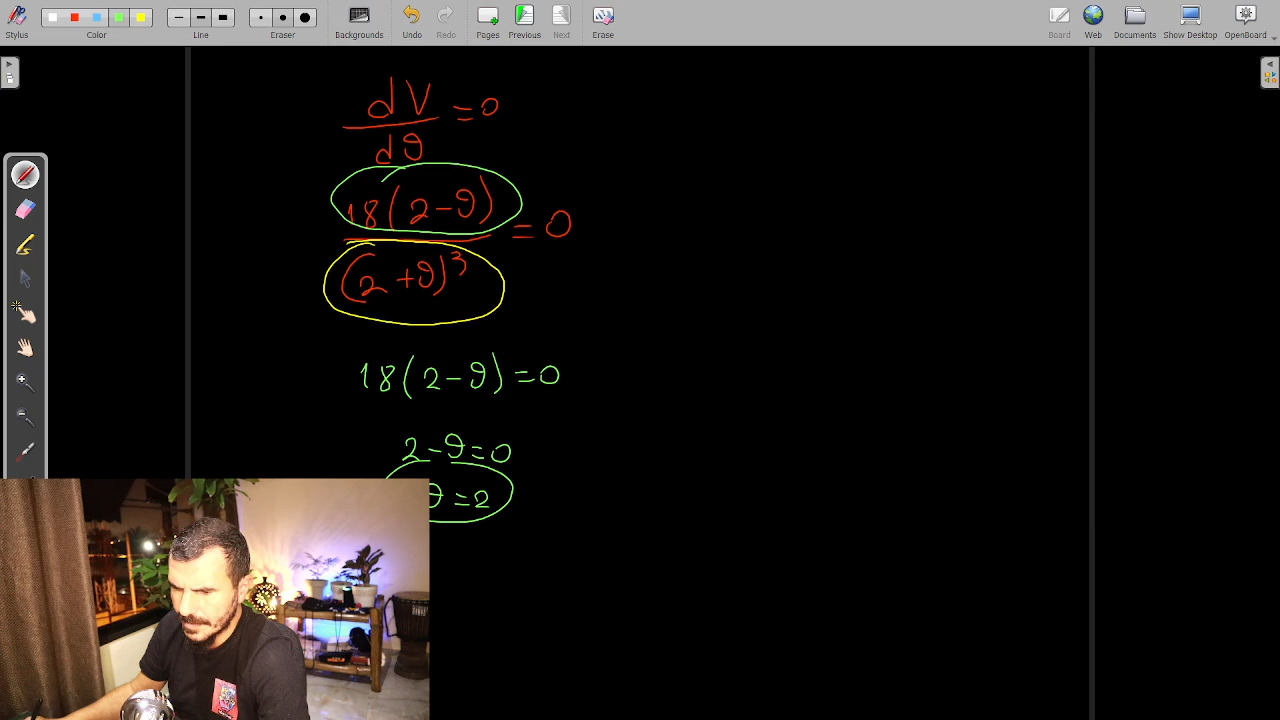 Stylus Color Line Eraser Backgrounds Undo Redo Pages Previous Next Erase Board Web Documents Show Desktop OpenBoard
dV/dϑ = 0
18(2-ϑ)/(2+ϑ)³ = 0
18(2-ϑ)=0
2-ϑ=0
ϑ=2